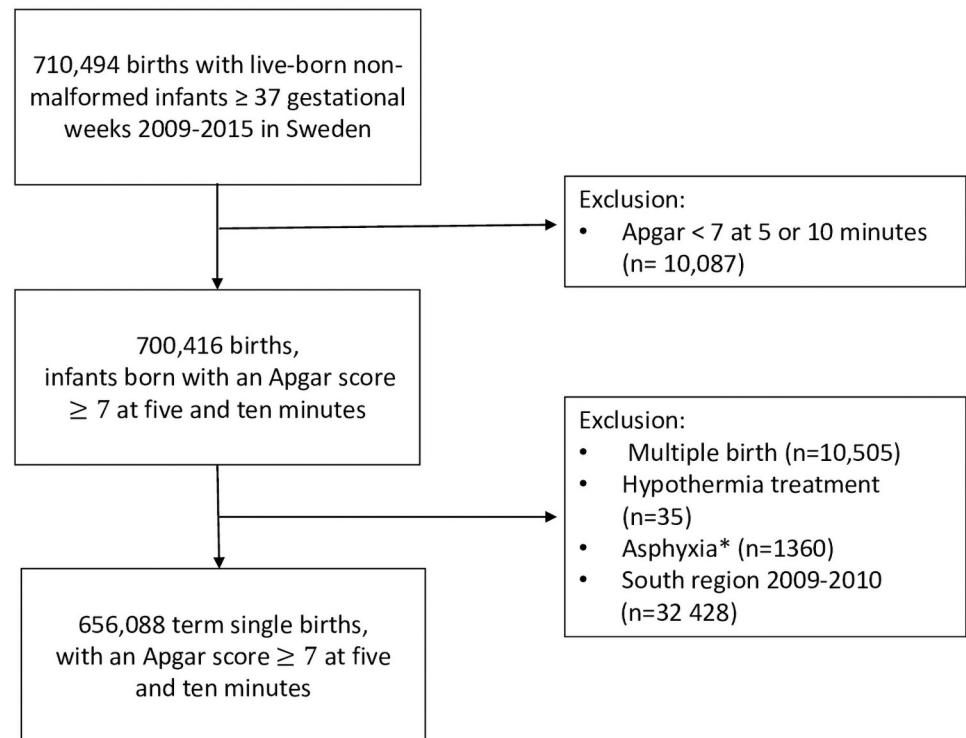 710,494 births with live-born non-
malformed infants ≥ 37 gestational
weeks 2009-2015 in Sweden
Exclusion:
• Apgar < 7 at 5 or 10 minutes
(n= 10,087)
700,416 births,
infants born with an Apgar score
≥ 7 at five and ten minutes
Exclusion:
• Multiple birth (n=10,505)
• Hypothermia treatment
(n=35)
• Asphyxia* (n=1360)
• South region 2009-2010
(n=32 428)
656,088 term single births,
with an Apgar score ≥ 7 at five
and ten minutes